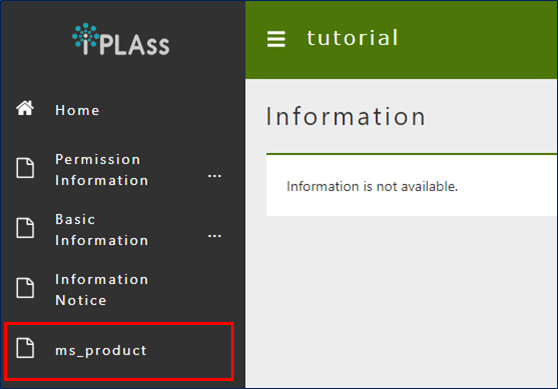 iPLAss
tutorial
Home
Permission
Information ...
Basic
Information ...
Information
Notice
ms_product
Information
Information is not available.